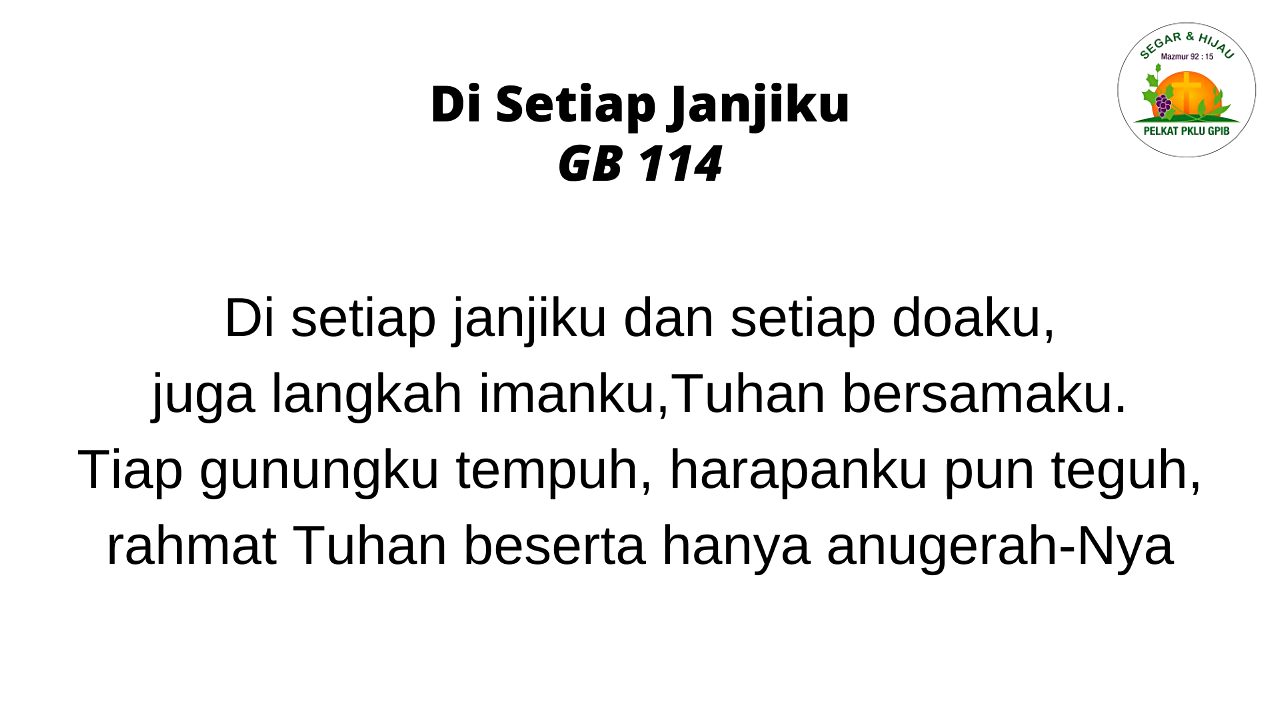 SEGAR & HIJAU
Mazmur 92 : 15
PELKAT PKLU GPIB
Di Setiap Janjiku
GB 114
Di setiap janjiku dan setiap doaku,
juga langkah imanku,Tuhan bersamaku.
Tiap gunungku tempuh, harapanku pun teguh,
rahmat Tuhan beserta hanya anugerah-Nya